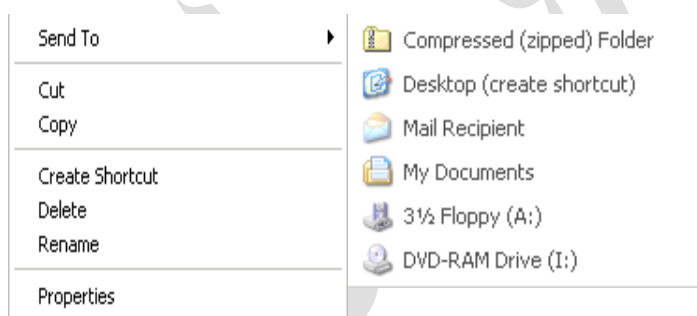 Send To
Cut
Copy
Create Shortcut
Delete
Rename
Properties
Compressed (zipped) Folder
Desktop (create shortcut)
Mail Recipient
My Documents
3½ Floppy (A:)
DVD-RAM Drive (I:)